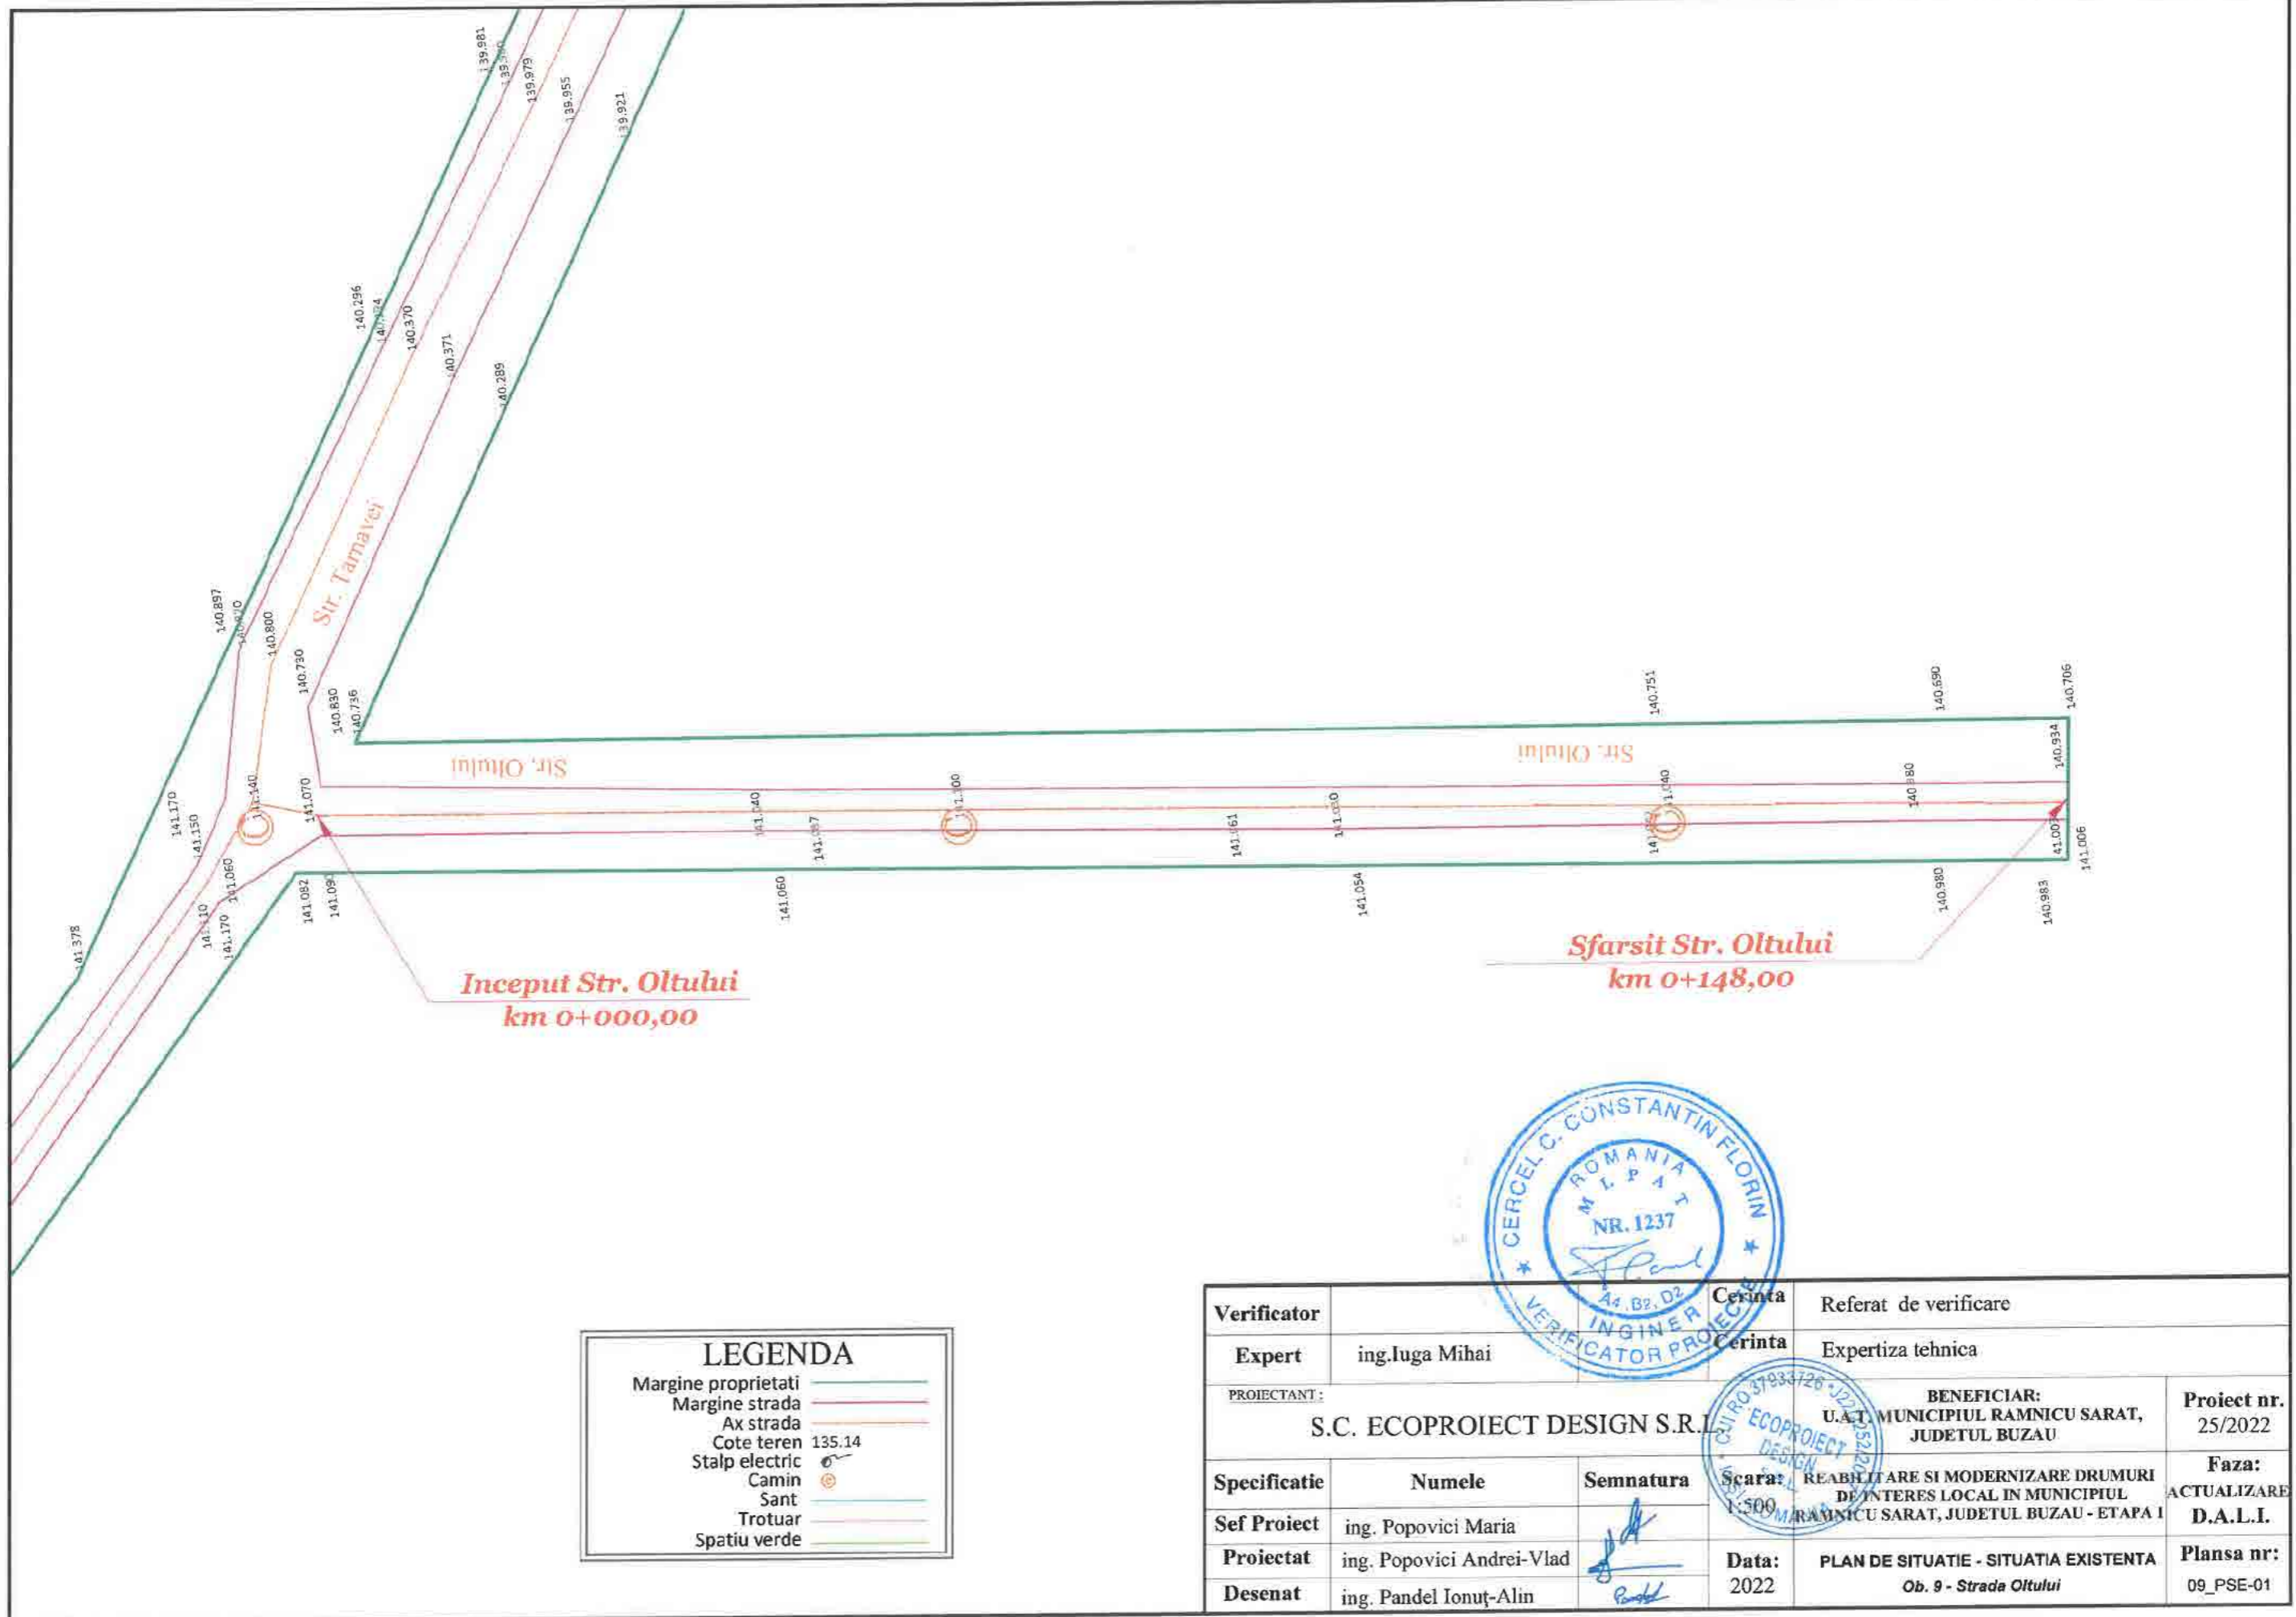 139.981
139.979
139.955
139.921
140.296
140.370
140.371
140.289
Str. Tarnavei
140.897
140.800
140.730
140.830
140.736
140.751
140.690
140.706
Str. Oltului
Str. Oltului
140.934
141.170
141.150
141.140
141.070
141.040
141.100
141.061
141.040
141.060
141.110
141.170
141.082
141.090
141.060
141.054
140.980
140.983
141.006
141.378
Inceput Str. Oltului
km 0+000,00
Sfarsit Str. Oltului
km 0+148,00
LEGENDA
Margine proprietati
Margine strada
Ax strada
Cote teren 135.14
Stalp electric
Camin
Sant
Trotuar
Spatiu verde
CERCEL C. CONSTANTIN FLORIN
VERIFICATOR PROIECTE
ROMANIA
M L P A T
NR. 1237
A4, B2, D2
INGINER
Verificator Cerinta Referat de verificare
Expert ing.Iuga Mihai Cerinta Expertiza tehnica
PROIECTANT:
S.C. ECOPROIECT DESIGN S.R.L.
ECOPROIECT
DESIGN
BENEFICIAR:
U.A.T. MUNICIPIUL RAMNICU SARAT,
JUDETUL BUZAU
Proiect nr.
25/2022
Specificatie Numele Semnatura Scara:
1:500
REABILITARE SI MODERNIZARE DRUMURI
DE INTERES LOCAL IN MUNICIPIUL
RAMNICU SARAT, JUDETUL BUZAU - ETAPA I
Faza:
ACTUALIZARE
D.A.L.I.
Sef Proiect ing. Popovici Maria
Proiectat ing. Popovici Andrei-Vlad
Desenat ing. Pandel Ionuţ-Alin
Data:
2022
PLAN DE SITUATIE - SITUATIA EXISTENTA
Ob. 9 - Strada Oltului
Plansa nr:
09_PSE-01